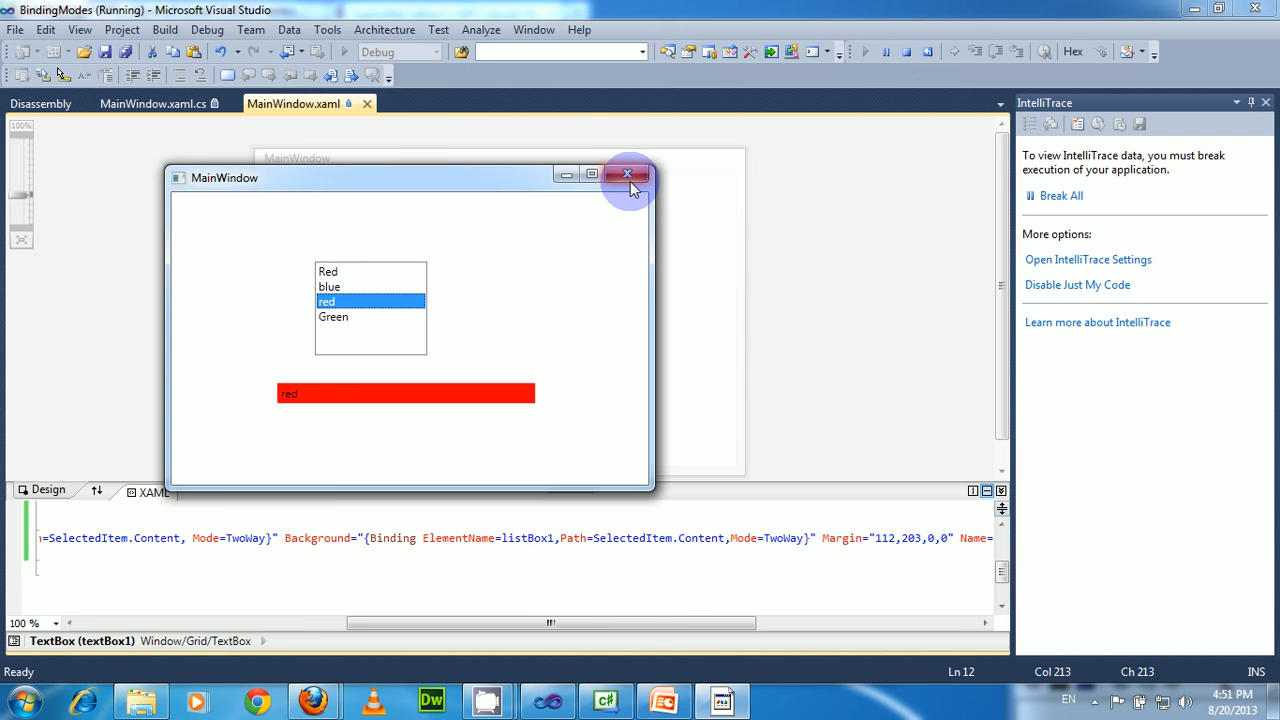 BindingModes (Running) - Microsoft Visual Studio
File Edit View Project Build Debug Team Data Tools Architecture Test Analyze Window Help
Debug
Hex
Disassembly MainWindow.xaml.cs MainWindow.xaml
IntelliTrace
100%
To view IntelliTrace data, you must break
execution of your application.
Break All
More options:
Open IntelliTrace Settings
Disable Just My Code
Learn more about IntelliTrace
MainWindow
MainWindow
Red
blue
red
Green
red
Design XAML
=SelectedItem.Content, Mode=TwoWay}" Background="{Binding ElementName=listBox1,Path=SelectedItem.Content,Mode=TwoWay}" Margin="112,203,0,0" Name=
100 %
TextBox (textBox1) Window/Grid/TextBox
Ready Ln 12 Col 213 Ch 213 INS
Dw
EN
4:51 PM
8/20/2013